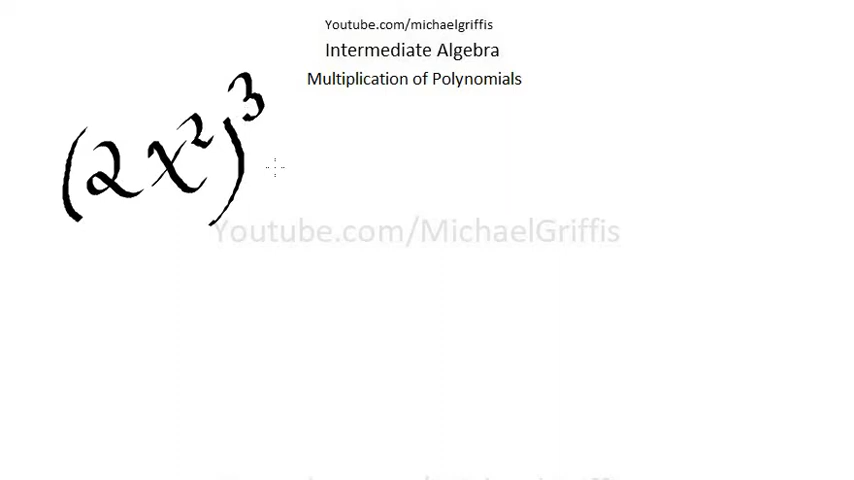 Youtube.com/michaelgriffis
Intermediate Algebra
Multiplication of Polynomials
(2x²)³
Youtube.com/MichaelGriffis